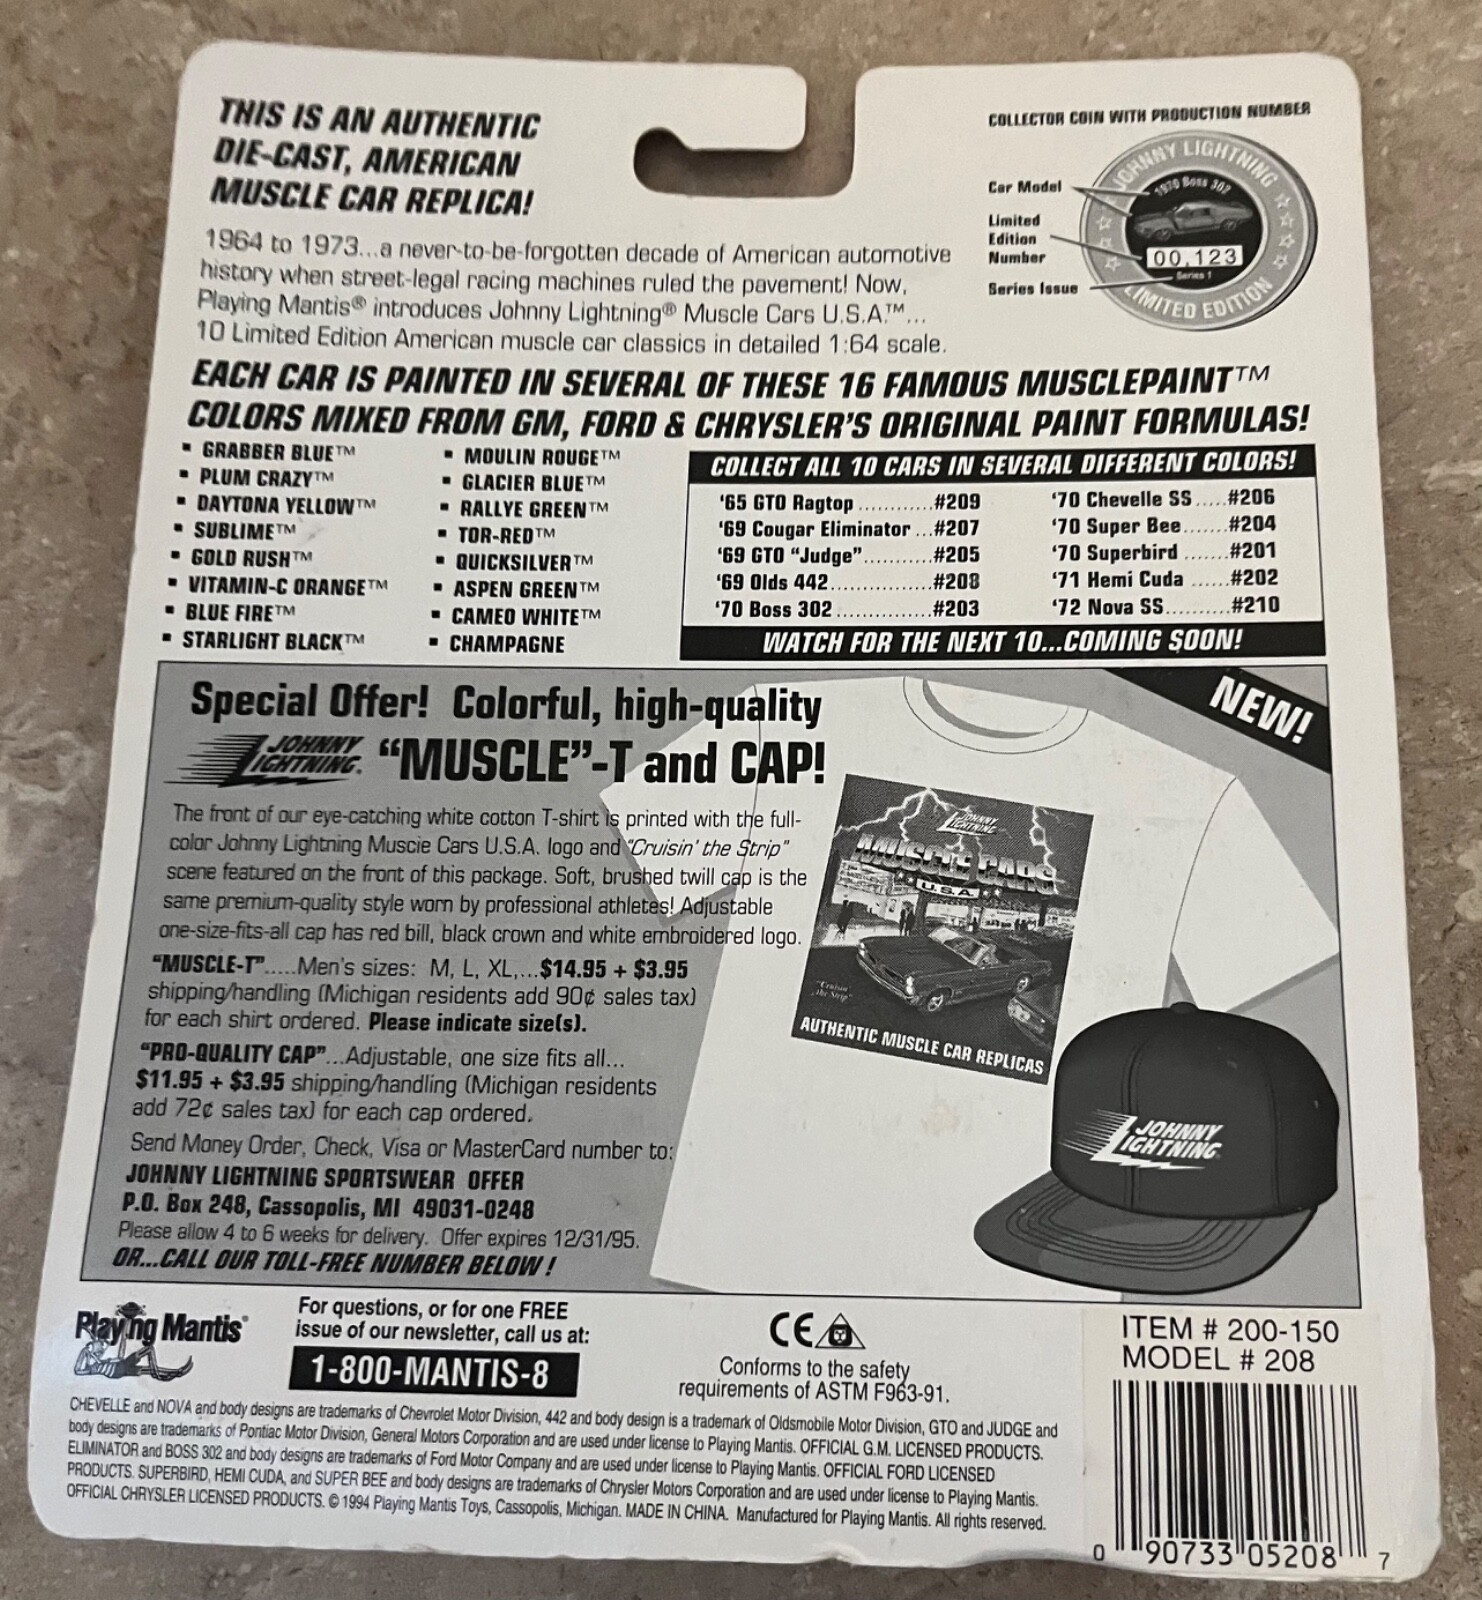 THIS IS AN AUTHENTIC
DIE-CAST, AMERICAN
MUSCLE CAR REPLICA!
1964 to 1973...a never-to-be-forgotten decade of American automotive
history when street-legal racing machines ruled the pavement! Now,
Playing Mantis® introduces Johnny Lightning® Muscle Cars U.S.A.™...
10 Limited Edition American muscle car classics in detailed 1:64 scale.
COLLECTOR COIN WITH PRODUCTION NUMBER
Car Model
Limited
Edition
Number
Series Issue
JOHNNY LIGHTNING
1970 Boss 302
00,123
Series 1
LIMITED EDITION
EACH CAR IS PAINTED IN SEVERAL OF THESE 16 FAMOUS MUSCLEPAINT™
COLORS MIXED FROM GM, FORD & CHRYSLER'S ORIGINAL PAINT FORMULAS!
▪ GRABBER BLUE™
▪ PLUM CRAZY™
▪ DAYTONA YELLOW™
▪ SUBLIME™
▪ GOLD RUSH™
▪ VITAMIN-C ORANGE™
▪ BLUE FIRE™
▪ STARLIGHT BLACK™
▪ MOULIN ROUGE™
▪ GLACIER BLUE™
▪ RALLYE GREEN™
▪ TOR-RED™
▪ QUICKSILVER™
▪ ASPEN GREEN™
▪ CAMEO WHITE™
▪ CHAMPAGNE
COLLECT ALL 10 CARS IN SEVERAL DIFFERENT COLORS!
'65 GTO Ragtop ............#209
'69 Cougar Eliminator ...#207
'69 GTO "Judge"...........#205
'69 Olds 442................#208
'70 Boss 302...............#203
'70 Chevelle SS .....#206
'70 Super Bee.......#204
'70 Superbird .......#201
'71 Hemi Cuda ......#202
'72 Nova SS..........#210
WATCH FOR THE NEXT 10...COMING SOON!
NEW!
Special Offer! Colorful, high-quality
JOHNNY LIGHTNING. "MUSCLE"-T and CAP!
The front of our eye-catching white cotton T-shirt is printed with the full-
color Johnny Lightning Muscle Cars U.S.A. logo and "Cruisin' the Strip"
scene featured on the front of this package. Soft, brushed twill cap is the
same premium-quality style worn by professional athletes! Adjustable
one-size-fits-all cap has red bill, black crown and white embroidered logo.
"MUSCLE-T".....Men's sizes: M, L, XL,...$14.95 + $3.95
shipping/handling (Michigan residents add 90¢ sales tax)
for each shirt ordered. Please indicate size(s).
"PRO-QUALITY CAP"...Adjustable, one size fits all...
$11.95 + $3.95 shipping/handling (Michigan residents
add 72¢ sales tax) for each cap ordered.
Send Money Order, Check, Visa or MasterCard number to:
JOHNNY LIGHTNING SPORTSWEAR OFFER
P.O. Box 248, Cassopolis, MI 49031-0248
Please allow 4 to 6 weeks for delivery. Offer expires 12/31/95.
OR...CALL OUR TOLL-FREE NUMBER BELOW!
JOHNNY
LIGHTNING
MUSCLE CARS
U.S.A.
"Cruisin'
the Strip"
AUTHENTIC MUSCLE CAR REPLICAS
JOHNNY
LIGHTNING
Playing Mantis®
For questions, or for one FREE
issue of our newsletter, call us at:
1-800-MANTIS-8
CE
Conforms to the safety
requirements of ASTM F963-91.
ITEM # 200-150
MODEL # 208
0 90733 05208 7
CHEVELLE and NOVA and body designs are trademarks of Chevrolet Motor Division, 442 and body design is a trademark of Oldsmobile Motor Division, GTO and JUDGE and
body designs are trademarks of Pontiac Motor Division, General Motors Corporation and are used under license to Playing Mantis. OFFICIAL G.M. LICENSED PRODUCTS.
ELIMINATOR and BOSS 302 and body designs are trademarks of Ford Motor Company and are used under license to Playing Mantis. OFFICIAL FORD LICENSED
PRODUCTS. SUPERBIRD, HEMI CUDA, and SUPER BEE and body designs are trademarks of Chrysler Motors Corporation and are used under license to Playing Mantis.
OFFICIAL CHRYSLER LICENSED PRODUCTS. © 1994 Playing Mantis Toys, Cassopolis, Michigan. MADE IN CHINA. Manufactured for Playing Mantis. All rights reserved.